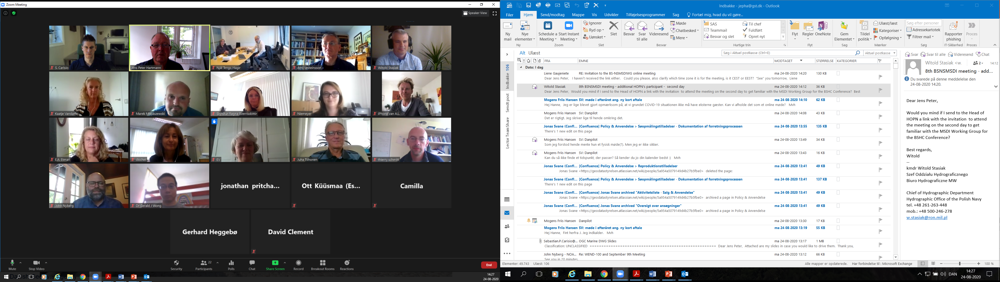 Zoom Meeting
Speaker View
S. Carisio
Jens Peter Hartmann
Njål Tengs-Hagir
Arni Vesteinsson
Witold Stasiak
Kaatje Vandaele
Marek Miklaszewski
Sigríður Ragna Sverrisdóttir
Niemeyer
iPhone van A.L.
E.A. Etman
clochet
EV
Juha Tiihonen
thierry schmitt
John Nyberg
Dr Gerald J Wong
jonathan pritcha...
Ott Küüsmaa (Es...
Camilla
Gerhard Heggebø
David Clement
Mute
Stop Video
Security
Participants 22
Polls
Chat
Share Screen
Record
Breakout Rooms
Reactions
End
14:27
24-08-2020
Indbakke - jepha@gst.dk - Outlook
Filer Hjem Send/modtag Mappe Vis Udvikler Tilføjelsesprogrammer Sag Fortæl mig, hvad du vil gøre...
Ny mail
Nye elementer
Ny
Schedule a Meeting
Start Instant Meeting
Zoom
Ignorer
Ryd op
Uønsket
Slet
Slet
Besvar
Svar til alle
Videresend
Møde
Chatbesked
Mere
Besvar
SAS
Teammail
Besvar og slet
Til chef
Fuldført
Opret nyt
Hurtige trin
Flyt
Regler
OneNote
Flyt
Gem Elementet
Sag
Tildel politik
Ulæst/læst
Kategoriser
Opfølgning
Mærker
Søg efter personer
Adressekartotek
Filtrer mail
Søg
Rapporter phishing
IT-Sikkerhed
Proces
Proces
Indbakke 106
Sendt post
Lector TeamShare
Alt Ulæst
Søg i Aktuel postkasse (Ctrl+E)
Aktuel postkasse
FRA EMNE MODTAGET STØRRELSE KATEGORIER
Dato: I dag
Liene Gaujeniete RE: Invitation to the BS-NSMSDIWG online meeting ma 24-08-2020 14:20 130 KB
Dear Jens Peter, I haven't received the link either. Could you please, also clarify which time zone it is for the meeting, is it CEST or EEST? "See" you tomorrow, Liene
Witold Stasiak 8th BSNSMSDI meeting - additional HOPN's participant - second day ma 24-08-2020 14:12 36 KB
Dear Jens Peter, Would you mind if I send to the Head of HOPN a link with the invitation to attend the meeting on the second day to get familiar with the MSDI Working Group for the BSHC Conference? Best
Mogens Friis Hansen SV: møde i efteråret ang. ny kort aftale ma 24-08-2020 14:10 62 KB
Hej Hanne, Jeg er lige blevet gjort opmærksom på, at vi grundet COVID-19 situationen ikke må have eksterne gæster. Kan vi afholde det som et online møde? Mvh
Mogens Friis Hansen SV: Danpilot ma 24-08-2020 14:08 43 KB
Det er rigtigt. Jeg skriver lige til hende omkring det.
Jonas Svane (Confl... [Confluence] Policy & Anvendelse > Søopmålingstilladelser - Dokumentation af forretningsprocessen ma 24-08-2020 13:55 135 KB
There's 1 new edit on this page
Mogens Friis Hansen SV: Danpilot ma 24-08-2020 13:49 34 KB
Som jeg forstod hende mente hun et fysisk møde(?). Men jeg er ikke sikker.
Mogens Friis Hansen SV: Danpilot ma 24-08-2020 13:43 16 KB
Kan du så ikke finde et tidspunkt, der passer? Så kender du jo din kalender bedst :) Mvh
Jonas Svane (Confl... [Confluence] Policy & Anvendelse > Reproduktionstilladelser ma 24-08-2020 13:41 49 KB
Jonas Svane <https://geodatastyrelsen.atlassian.net/wiki/people/5a954a5079149d4b27b5fbe0> deleted the page:
Jonas Svane (Confl... [Confluence] Policy & Anvendelse > Søopmålingstilladelser - Dokumentation af forretningsprocessen ma 24-08-2020 13:41 137 KB
There's 1 new edit on this page
Jonas Svane (Confl... [Confluence] Jonas Svane archived "Aktivitetsliste - Salg & Anvendelse" ma 24-08-2020 13:41 49 KB
Jonas Svane <https://geodatastyrelsen.atlassian.net/wiki/people/5a954a5079149d4b27b5fbe0> archived a page in Policy & Anvendelse
Jonas Svane (Confl... [Confluence] Jonas Svane archived "Oversigt over ansøgninger" ma 24-08-2020 13:41 49 KB
Jonas Svane <https://geodatastyrelsen.atlassian.net/wiki/people/5a954a5079149d4b27b5fbe0> archived a page in Policy & Anvendelse
Mogens Friis Hansen Danpilot ma 24-08-2020 13:30 17 KB
Mogens Friis Hansen SV: møde i efteråret ang. ny kort aftale ma 24-08-2020 13:19 55 KB
Hej Hanne, Fint herfra J. Jeg indkalder. Mvh
Sebastian.P.Carisio@... OGC Marine DWG Slides ma 24-08-2020 13:17 1 MB
Classification: UNCLASSIFIED ====== Dear Jens Peter, Attached are my slides in case you would like to drive them. Thank you,
John Nyberg - NOA... Re: WEND-100 and September 9th Meeting ma 24-08-2020 13:12 66 KB
See you in 20 minutes.
Svar Svar til alle Videresend Chat
Witold Stasiak <w. 2 14:12
8th BSNSMSDI meeting - add...
Du svarede på denne meddelelse den
24-08-2020 14:20.
Dear Jens Peter,
Would you mind if I send to the Head of
HOPN a link with the invitation to attend
the meeting on the second day to get
familiar with the MSDI Working Group for
the BSHC Conference?
Best regards,
Witold
--
kmdr Witold Stasiak
Szef Oddziału Hydrograficznego
Biuro Hydrograficzne MW
Chief of Hydrographic Department
Hydrographic Office of the Polish Navy
tel. +48 261-263-448
mob.: +48 500-246-278
w.stasiak@ron.mil.pl
Elementer: 49.743 Ulæst: 106
Alle mapper er opdaterede. Har forbindelse til : Microsoft Exchange
100 %
DAN
14:27
24-08-2020